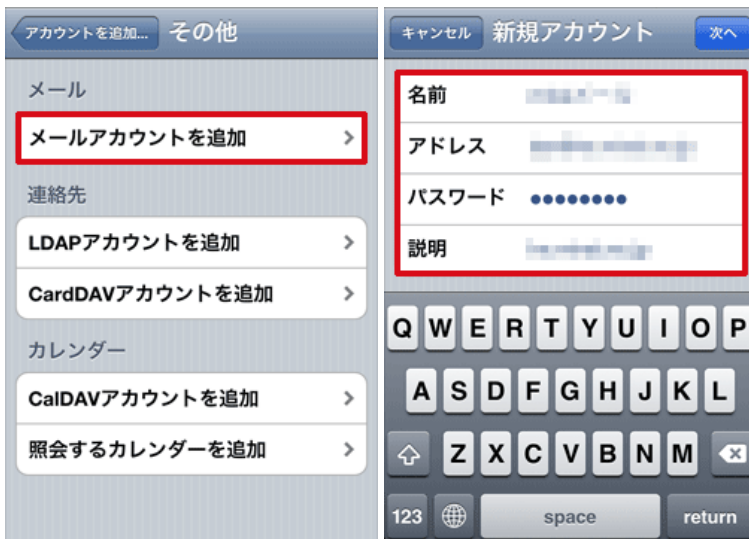 アカウントを追加...
その他
メール
メールアカウントを追加
連絡先
LDAPアカウントを追加
CardDAVアカウントを追加
カレンダー
CalDAVアカウントを追加
照会するカレンダーを追加
キャンセル
新規アカウント
次へ
名前
アドレス
パスワード ●●●●●●●●
説明
Q W E R T Y U I O P
A S D F G H J K L
Z X C V B N M
123 space return